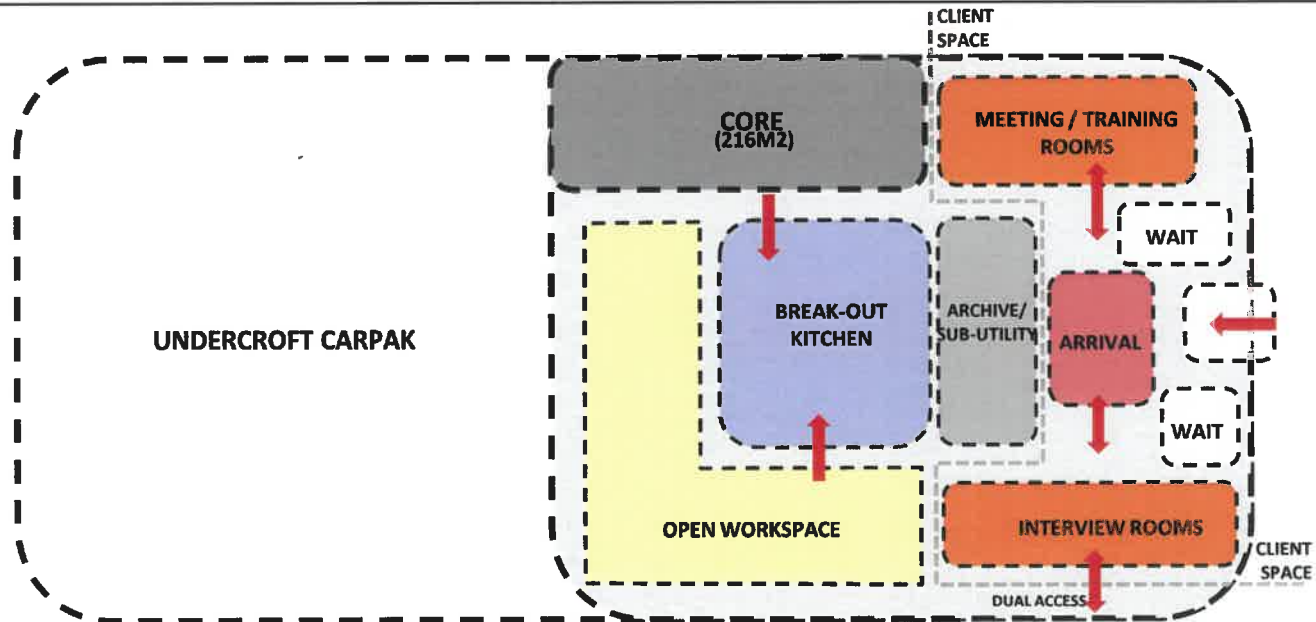 CLIENT
SPACE
CORE
(216M2)
MEETING / TRAINING
ROOMS
WAIT
UNDERCROFT CARPAK
BREAK-OUT
KITCHEN
ARCHIVE/
SUB-UTILITY
ARRIVAL
WAIT
OPEN WORKSPACE
INTERVIEW ROOMS
CLIENT
SPACE
DUAL ACCESS